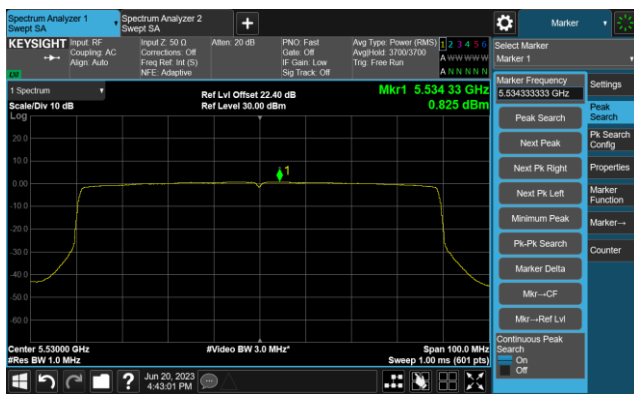 Spectrum Analyzer 1
Swept SA
Spectrum Analyzer 2
Swept SA
+
Marker
KEYSIGHT
Input: RF
Coupling: AC
Align: Auto
Input Z: 50 Ω
Corrections: Off
Freq Ref: Int (S)
NFE: Adaptive
Atten: 20 dB
PNO: Fast
Gate: Off
IF Gain: Low
Sig Track: Off
Avg Type: Power (RMS)
Avg|Hold: 3700/3700
Trig: Free Run
1 2 3 4 5 6
A W W W W W
A N N N N N
LXI
Select Marker
Marker 1
1 Spectrum
Scale/Div 10 dB
Log
Ref Lvl Offset 22.40 dB
Ref Level 30.00 dBm
Mkr1 5.534 33 GHz
0.825 dBm
20.0
10.0
0.00
-10.0
-20.0
-30.0
-40.0
-50.0
-60.0
1
Center 5.53000 GHz
#Res BW 1.0 MHz
#Video BW 3.0 MHz*
Span 100.0 MHz
Sweep 1.00 ms (601 pts)
Marker Frequency
5.534333333 GHz
Peak Search
Next Peak
Next Pk Right
Next Pk Left
Minimum Peak
Pk-Pk Search
Marker Delta
Mkr→CF
Mkr→Ref Lvl
Continuous Peak
Search
On
Off
Settings
Peak
Search
Pk Search
Config
Properties
Marker
Function
Marker→
Counter
?
Jun 20, 2023
4:43:01 PM